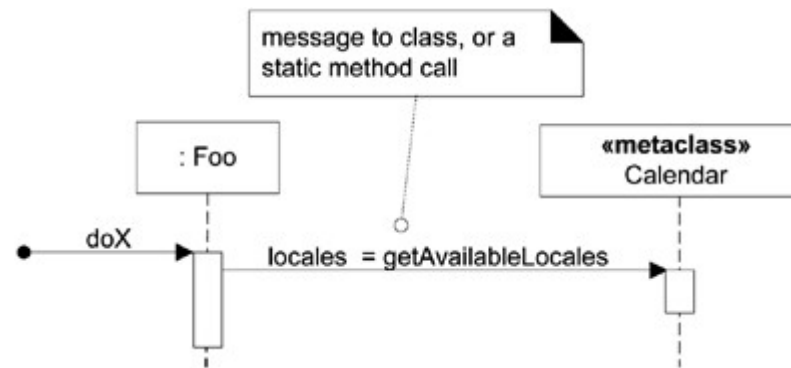 message to class, or a
static method call
: Foo
«metaclass»
Calendar
doX
locales = getAvailableLocales